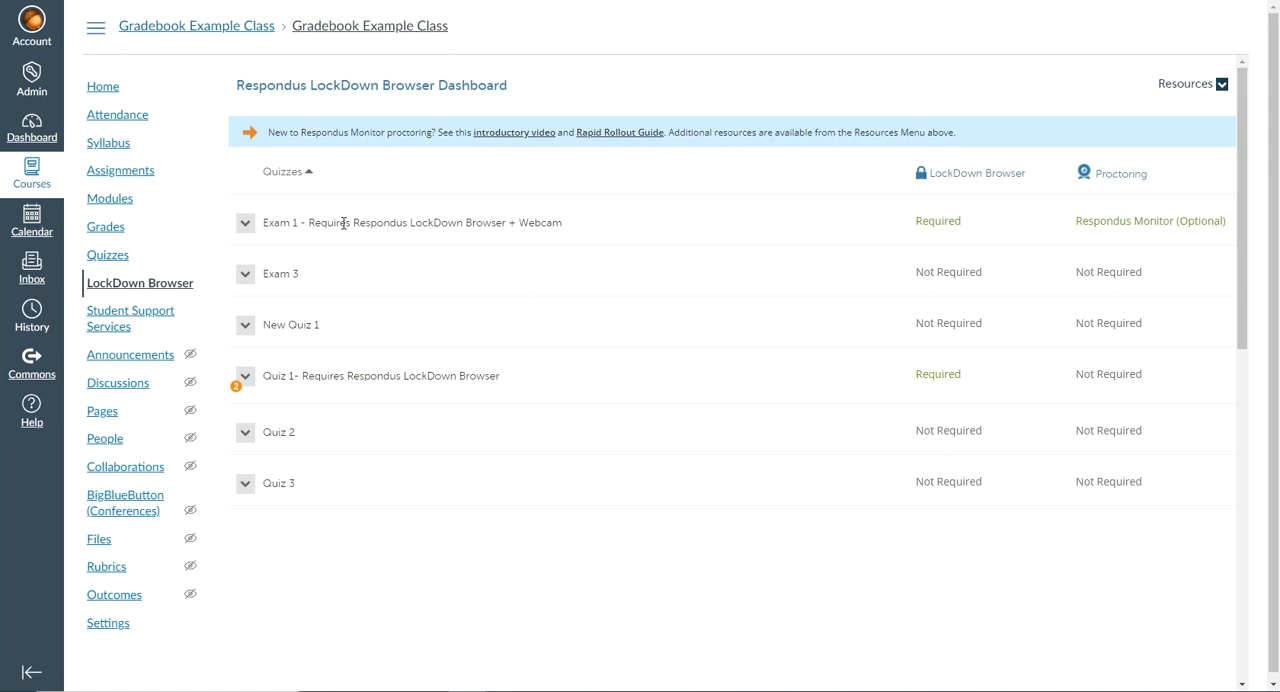 Account
Admin
Dashboard
Courses
Calendar
Inbox
History
Commons
Help
Gradebook Example Class › Gradebook Example Class
Home
Attendance
Syllabus
Assignments
Modules
Grades
Quizzes
LockDown Browser
Student Support
Services
Announcements
Discussions
Pages
People
Collaborations
BigBlueButton
(Conferences)
Files
Rubrics
Outcomes
Settings
Respondus LockDown Browser Dashboard
Resources
New to Respondus Monitor proctoring? See this introductory video and Rapid Rollout Guide. Additional resources are available from the Resources Menu above.
Quizzes LockDown Browser Proctoring
Exam 1 - Requires Respondus LockDown Browser + Webcam Required Respondus Monitor (Optional)
Exam 3 Not Required Not Required
New Quiz 1 Not Required Not Required
2 Quiz 1- Requires Respondus LockDown Browser Required Not Required
Quiz 2 Not Required Not Required
Quiz 3 Not Required Not Required